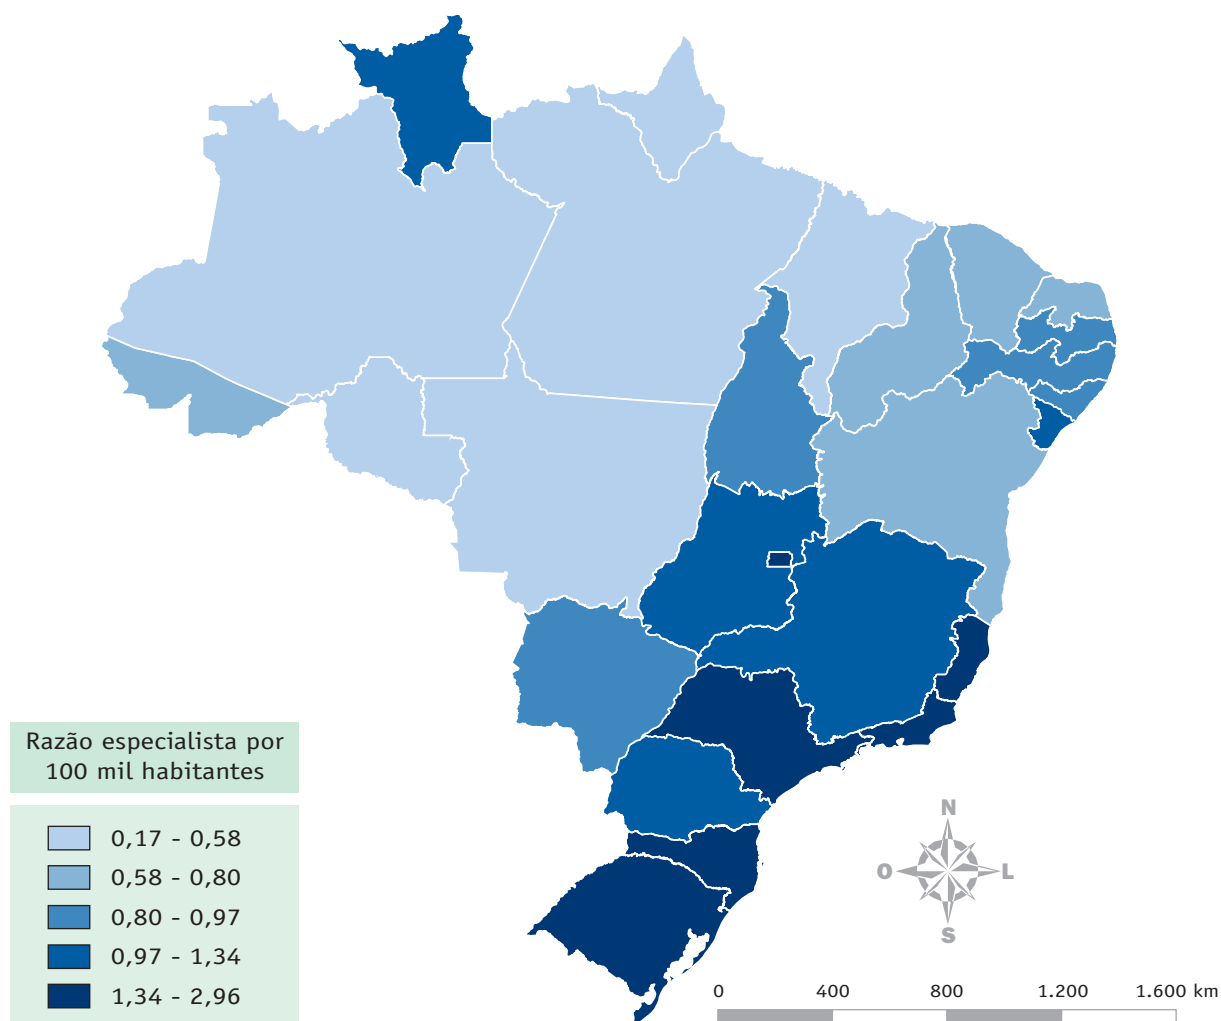 Razão especialista por
100 mil habitantes
0,17 - 0,58
0,58 - 0,80
0,80 - 0,97
0,97 - 1,34
1,34 - 2,96
N
O
L
S
0 400 800 1.200 1.600 km